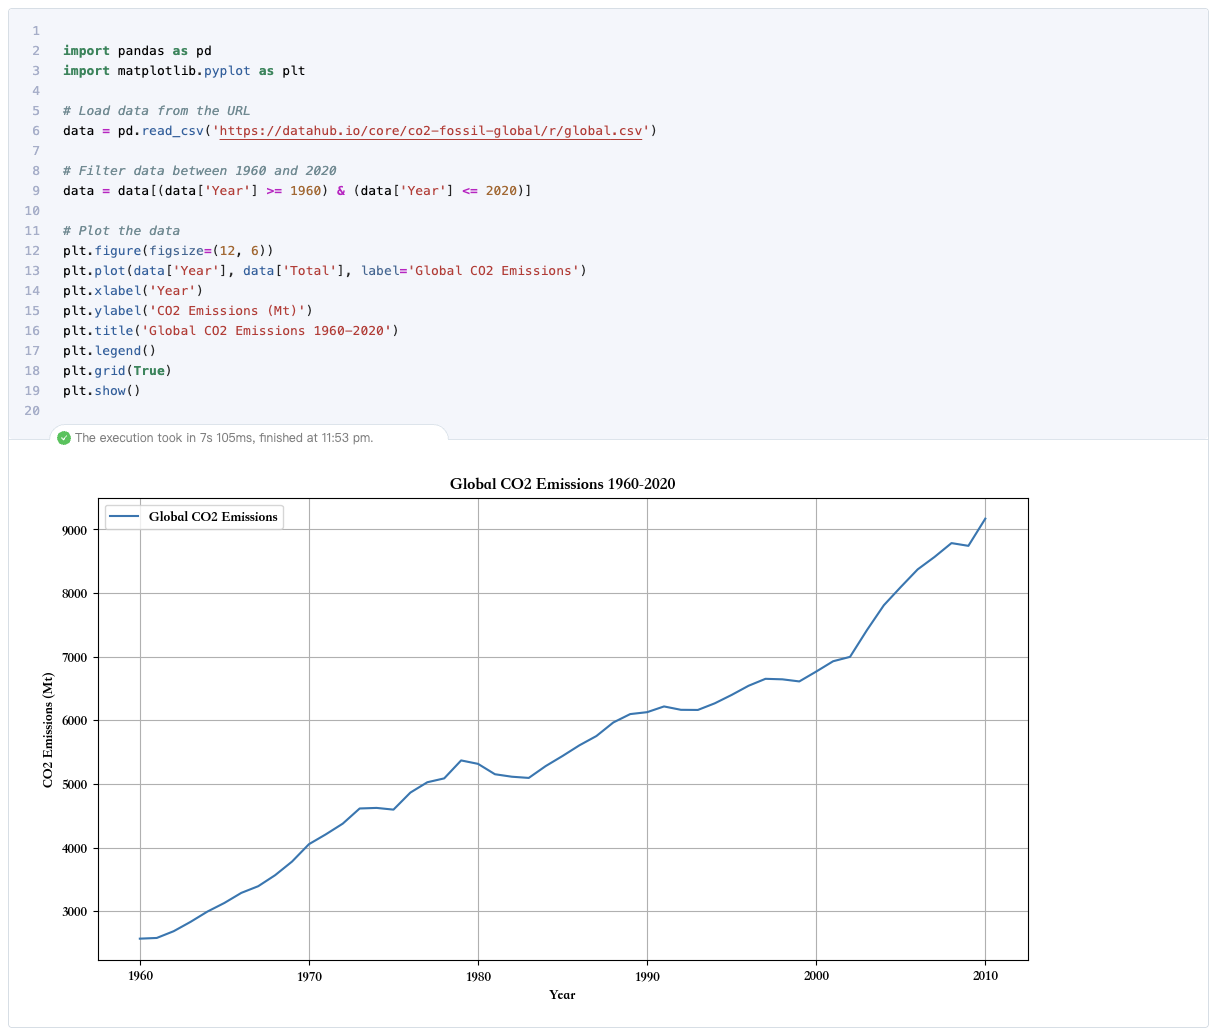 1
2 import pandas as pd
3 import matplotlib.pyplot as plt
4
5 # Load data from the URL
6 data = pd.read_csv('https://datahub.io/core/co2-fossil-global/r/global.csv')
7
8 # Filter data between 1960 and 2020
9 data = data[(data['Year'] >= 1960) & (data['Year'] <= 2020)]
10
11 # Plot the data
12 plt.figure(figsize=(12, 6))
13 plt.plot(data['Year'], data['Total'], label='Global CO2 Emissions')
14 plt.xlabel('Year')
15 plt.ylabel('CO2 Emissions (Mt)')
16 plt.title('Global CO2 Emissions 1960-2020')
17 plt.legend()
18 plt.grid(True)
19 plt.show()
20
The execution took in 7s 105ms, finished at 11:53 pm.
Global CO2 Emissions 1960-2020
Global CO2 Emissions
9000
8000
7000
6000
5000
4000
3000
CO2 Emissions (Mt)
1960 1970 1980 1990 2000 2010
Year